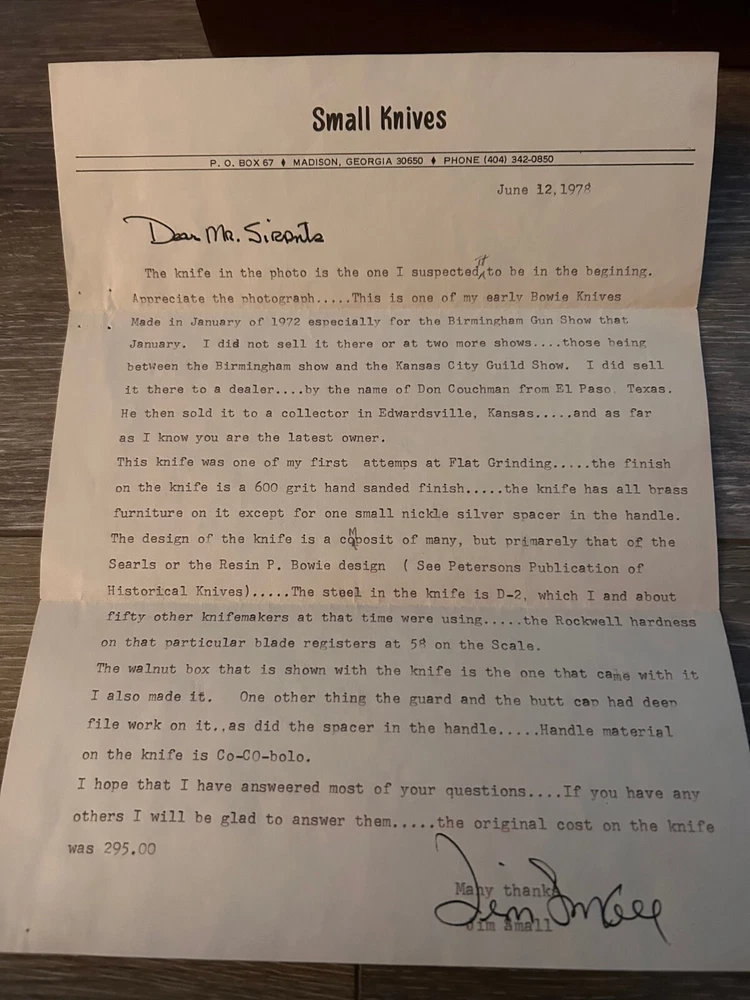 Small Knives
P. O. BOX 67 ♦ MADISON, GEORGIA 30650 ♦ PHONE (404) 342-0850
June 12,1978
Dear Mr.
The knife in the photo is the one I suspected it to be in the begining.
Appreciate the photograph.....This is one of my early Bowie Knives
Made in January of 1972 especially for the Birmingham Gun Show that
January. I did not sell it there or at two more shows....those being
between the Birmingham show and the Kansas City Guild Show. I did sell
it there to a dealer....by the name of Don Couchman from El Paso, Texas.
He then sold it to a collector in Edwardsville, Kansas.....and as far
as I know you are the latest owner.
This knife was one of my first attemps at Flat Grinding.....the finish
on the knife is a 600 grit hand sanded finish.....the knife has all brass
furniture on it except for one small nickle silver spacer in the handle.
The design of the knife is a composit of many, but primarely that of the
Searls or the Resin P. Bowie design ( See Petersons Publication of
Historical Knives).....The steel in the knife is D-2, which I and about
fifty other knifemakers at that time were using.....the Rockwell hardness
on that particular blade registers at 58 on the Scale.
The walnut box that is shown with the knife is the one that came with it
I also made it. One other thing the guard and the butt cap had deep
file work on it.,as did the spacer in the handle.....Handle material
on the knife is Co-CO-bolo.
I hope that I have answeered most of your questions....If you have any
others I will be glad to answer them.....the original cost on the knife
was 295.00
Many thanks
Jim Small
Jim Small